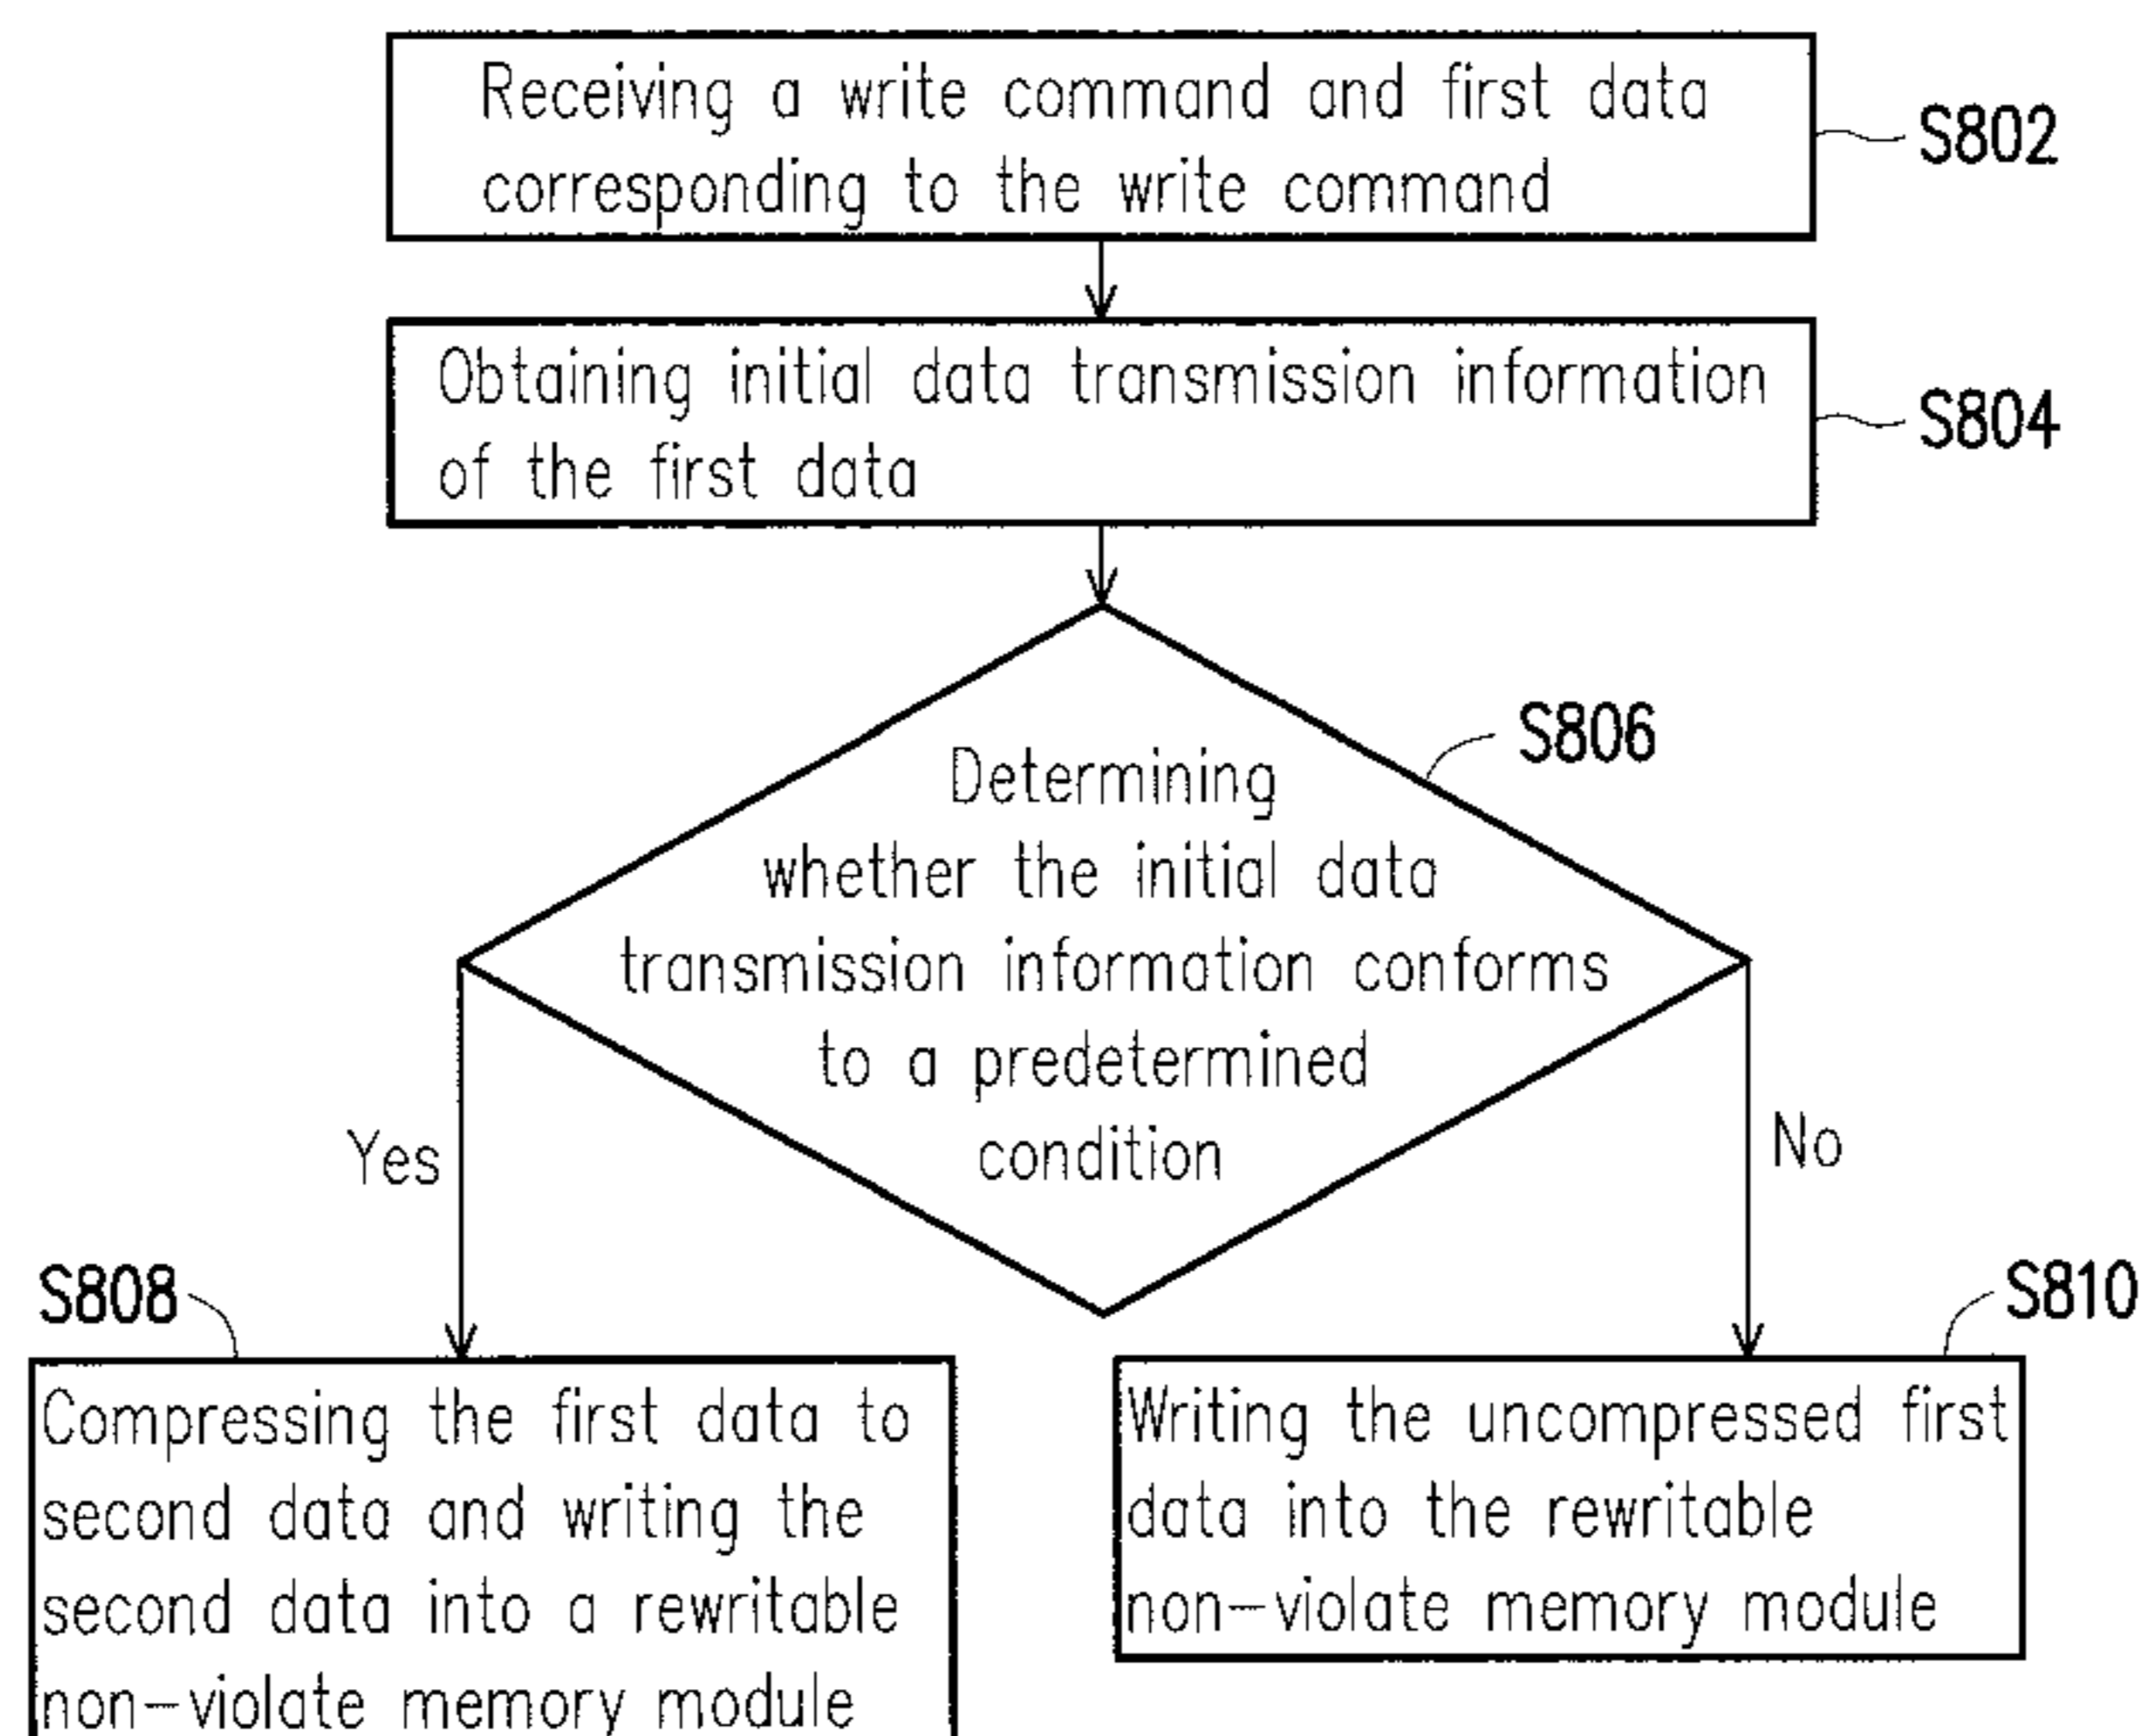 Receiving a write command and first data
corresponding to the write command
S802
Obtaining initial data transmission information
of the first data
S804
Determining
whether the initial data
transmission information conforms
to a predetermined
condition
S806
Yes
No
S808
Compressing the first data to
second data and writing the
second data into a rewritable
non-violate memory module
S810
Writing the uncompressed first
data into the rewritable
non-violate memory module